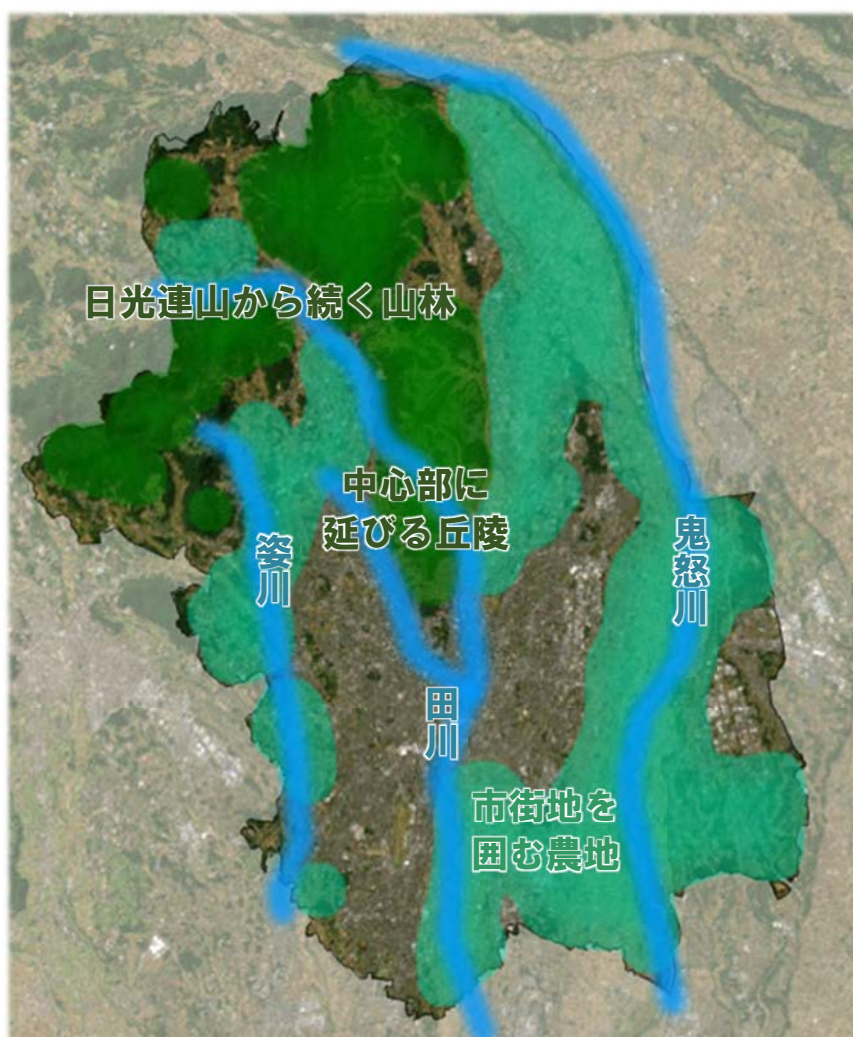 日光連山から続く山林
中心部に
延びる丘陵
姿川
鬼怒川
田川
市街地を
囲む農地